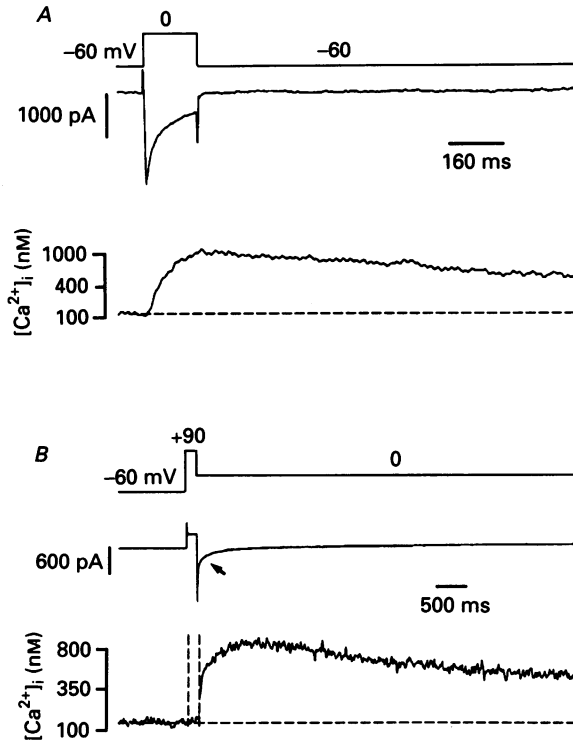 A
0
–60 mV
–60
1000 pA
160 ms
[Ca²⁺]ᵢ (nM)
1000
400
100
B
+90
–60 mV
0
600 pA
500 ms
[Ca²⁺]ᵢ (nM)
800
350
100